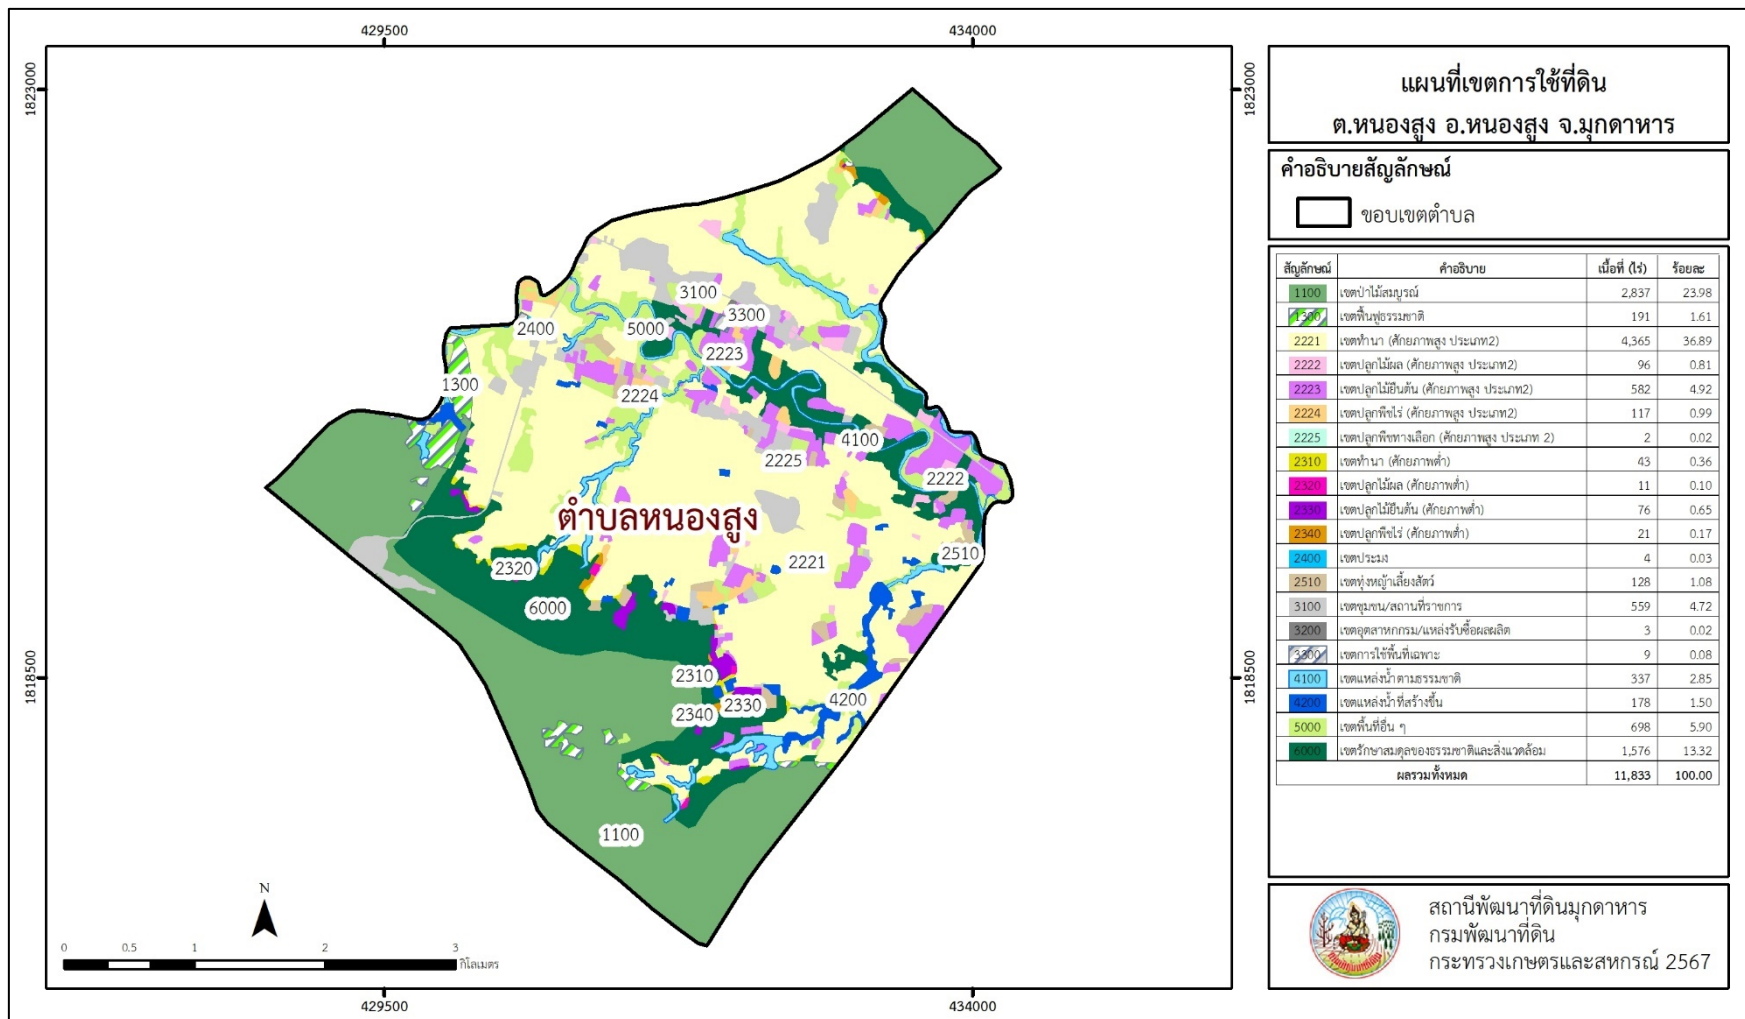 429500
434000
1823000
1823000
แผนที่เขตการใช้ที่ดิน
ต.หนองสูง อ.หนองสูง จ.มุกดาหาร
คำอธิบายสัญลักษณ์
ขอบเขตตำบล
สัญลักษณ์ คำอธิบาย เนื้อที่ (ไร่) ร้อยละ
1100 เขตป่าไม้สมบูรณ์ 2,837 23.98
1300 เขตฟื้นฟูธรรมชาติ 191 1.61
2221 เขตทำนา (ศักยภาพสูง ประเภท2) 4,365 36.89
2222 เขตปลูกไม้ผล (ศักยภาพสูง ประเภท2) 96 0.81
2223 เขตปลูกไม้ยืนต้น (ศักยภาพสูง ประเภท2) 582 4.92
2224 เขตปลูกพืชไร่ (ศักยภาพสูง ประเภท2) 117 0.99
2225 เขตปลูกพืชทางเลือก (ศักยภาพสูง ประเภท 2) 2 0.02
2310 เขตทำนา (ศักยภาพต่ำ) 43 0.36
2320 เขตปลูกไม้ผล (ศักยภาพต่ำ) 11 0.10
2330 เขตปลูกไม้ยืนต้น (ศักยภาพต่ำ) 76 0.65
2340 เขตปลูกพืชไร่ (ศักยภาพต่ำ) 21 0.17
2400 เขตประมง 4 0.03
2510 เขตทุ่งหญ้าเลี้ยงสัตว์ 128 1.08
3100 เขตชุมชน/สถานที่ราชการ 559 4.72
3200 เขตอุตสาหกรรม/แหล่งรับซื้อผลผลิต 3 0.02
3300 เขตการใช้พื้นที่เฉพาะ 9 0.08
4100 เขตแหล่งน้ำตามธรรมชาติ 337 2.85
4200 เขตแหล่งน้ำที่สร้างขึ้น 178 1.50
5000 เขตพื้นที่อื่น ๆ 698 5.90
6000 เขตรักษาสมดุลของธรรมชาติและสิ่งแวดล้อม 1,576 13.32
ผลรวมทั้งหมด 11,833 100.00
3100
3300
2400
5000
2223
1300
2224
4100
2225
2222
ตำบลหนองสูง
2510
2221
2320
6000
2310
2330
4200
2340
1100
1818500
1818500
N
0 0.5 1 2 3
กิโลเมตร
429500
434000
สถานีพัฒนาที่ดินมุกดาหาร
กรมพัฒนาที่ดิน
กระทรวงเกษตรและสหกรณ์ 2567